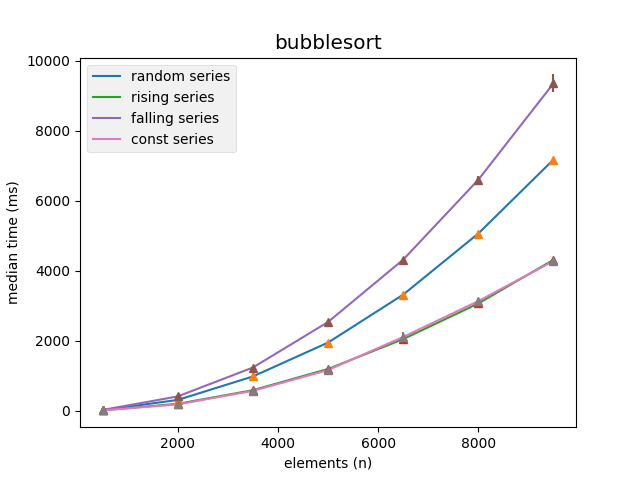 bubblesort
10000
8000
6000
4000
2000
0
median time (ms)
random series
rising series
falling series
const series
2000 4000 6000 8000
elements (n)